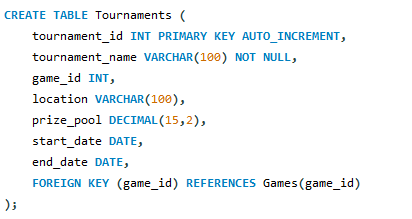 CREATE TABLE Tournaments (
    tournament_id INT PRIMARY KEY AUTO_INCREMENT,
    tournament_name VARCHAR(100) NOT NULL,
    game_id INT,
    location VARCHAR(100),
    prize_pool DECIMAL(15,2),
    start_date DATE,
    end_date DATE,
    FOREIGN KEY (game_id) REFERENCES Games(game_id)
);